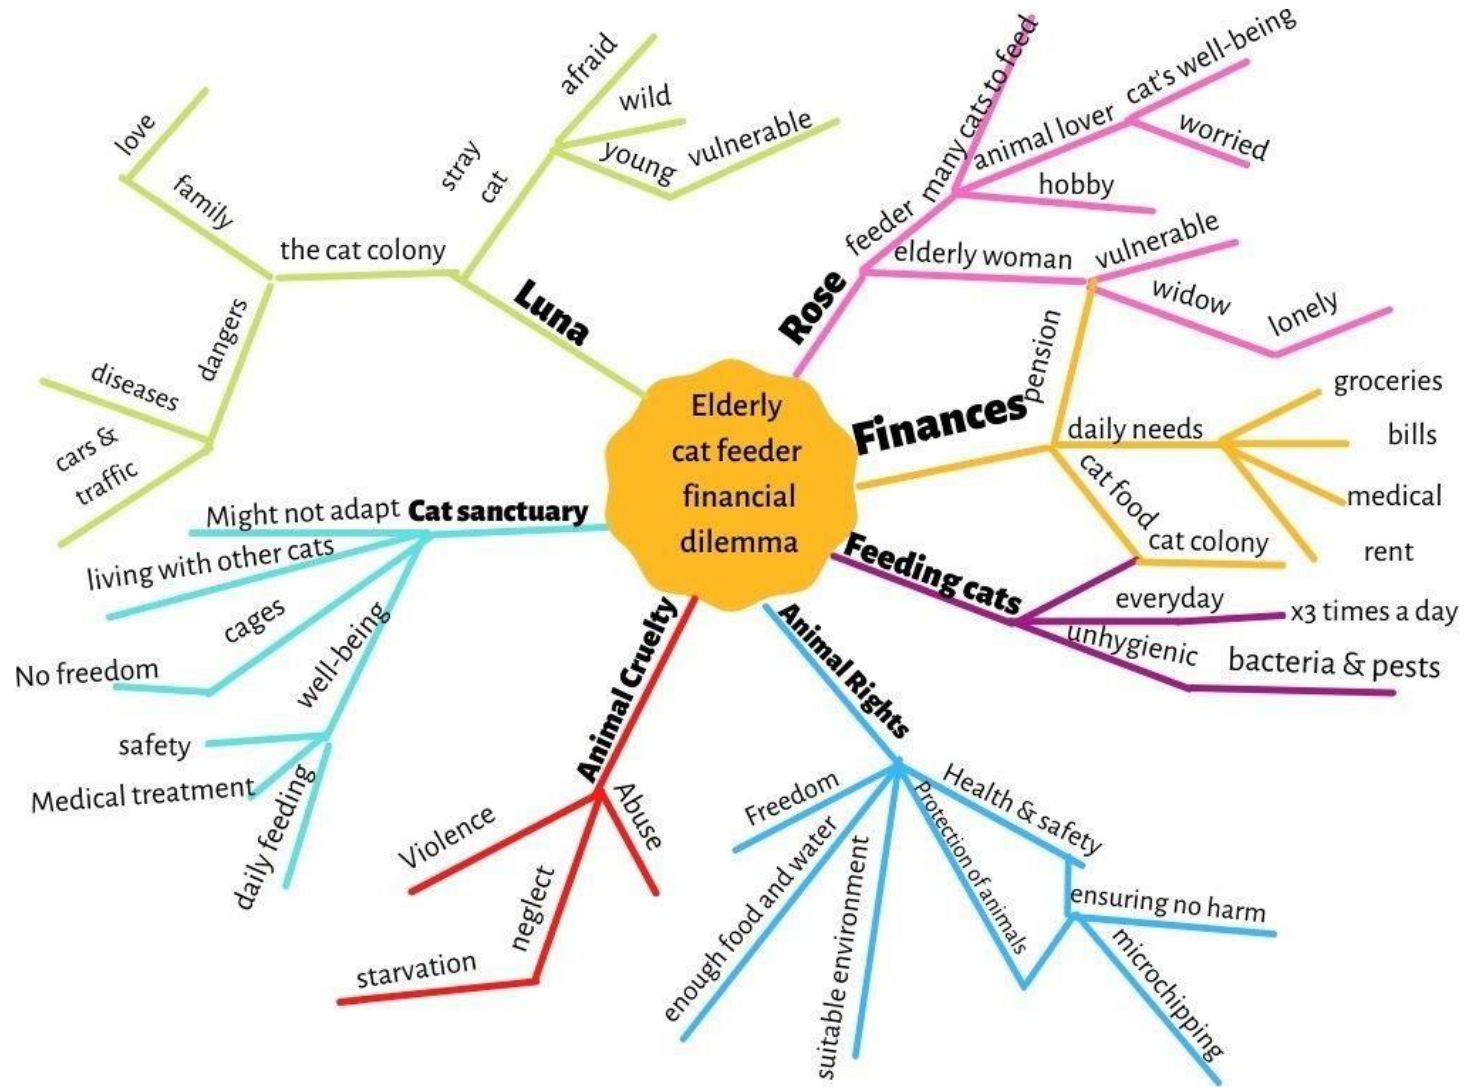 Elderly
cat feeder
financial
dilemma
Luna
stray
cat
afraid
wild
young
vulnerable
the cat colony
family
love
dangers
diseases
cars &
traffic
Rose
feeder
many cats to feed
animal lover
cat's well-being
worried
hobby
elderly woman
vulnerable
widow
lonely
Finances
pension
daily needs
groceries
bills
medical
rent
cat food
cat colony
Feeding cats
everyday
x3 times a day
unhygienic
bacteria & pests
Animal Rights
Health & safety
ensuring no harm
microchipping
Protection of animals
suitable environment
enough food and water
Freedom
Animal Cruelty
Abuse
neglect
starvation
Violence
Cat sanctuary
Might not adapt
living with other cats
cages
No freedom
well-being
safety
Medical treatment
daily feeding